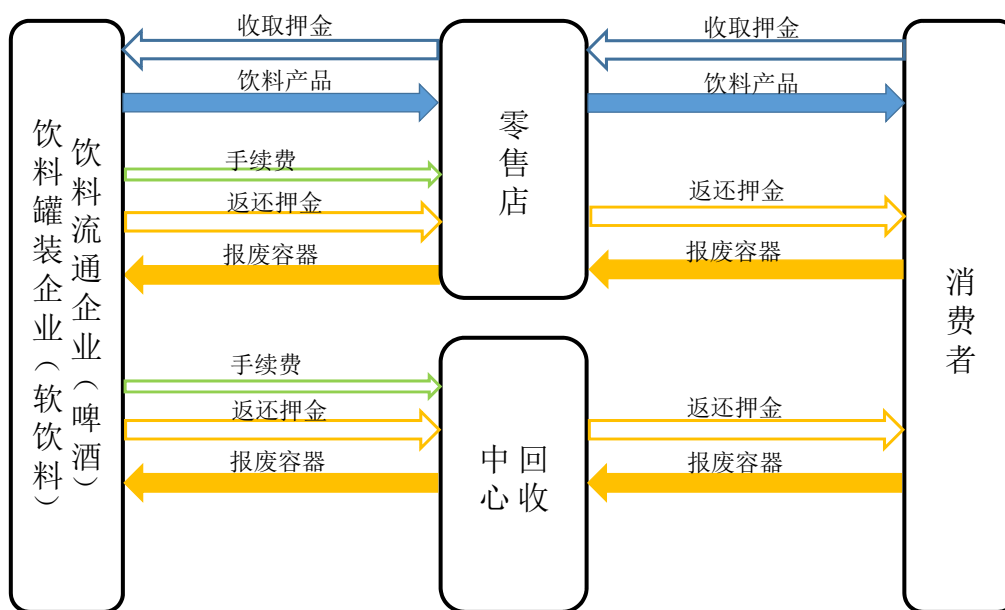 收取押金
收取押金
饮料产品
饮料产品
手续费
返还押金
返还押金
报废容器
报废容器
饮料罐装企业（软饮料）
饮料流通企业（啤酒）
零售店
消费者
手续费
返还押金
返还押金
报废容器
报废容器
回收
中心